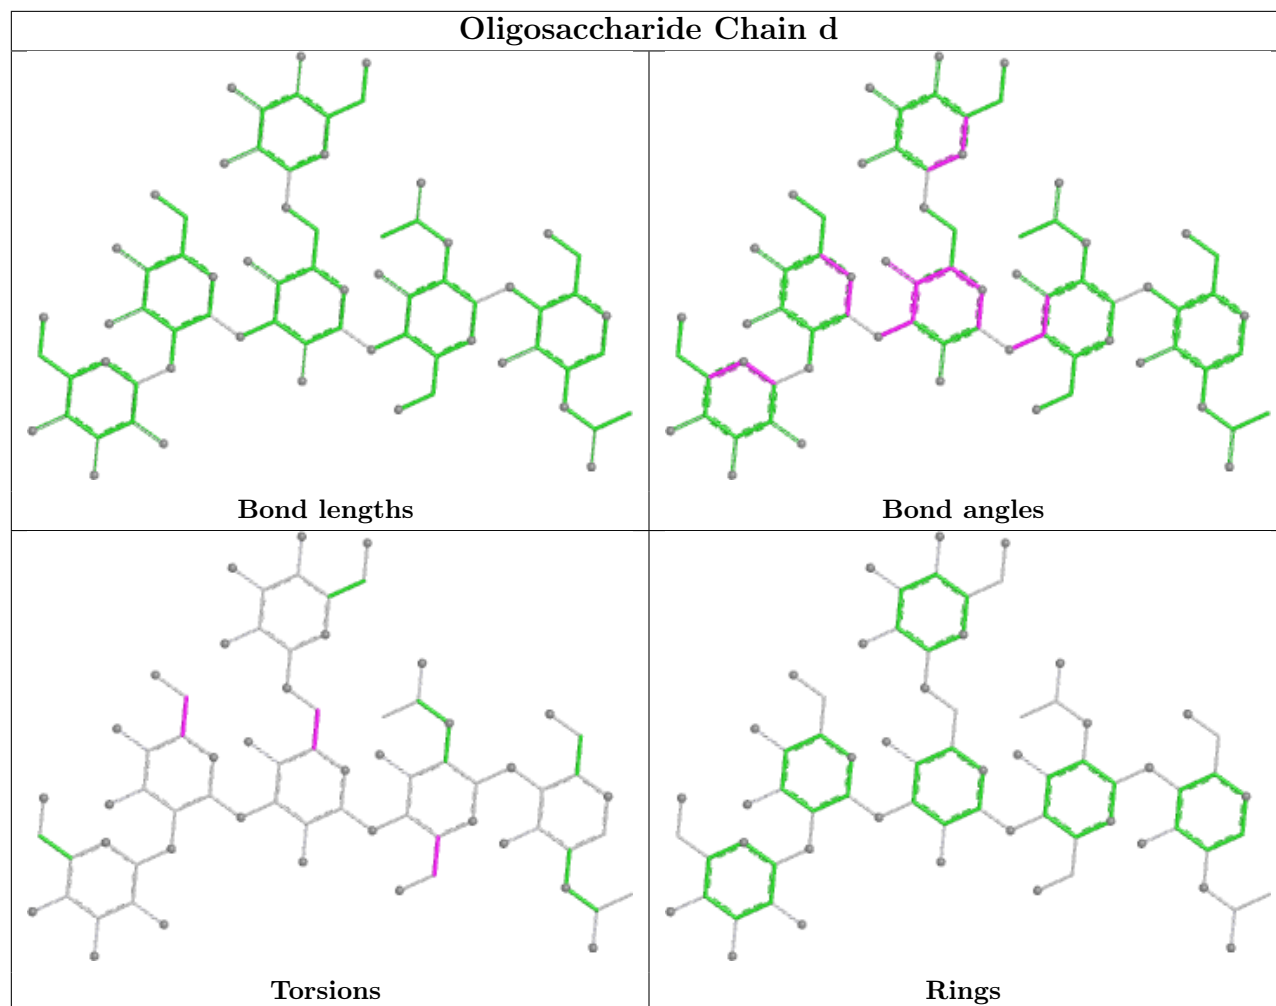 Oligosaccharide Chain d
Bond lengths
Bond angles
Torsions
Rings